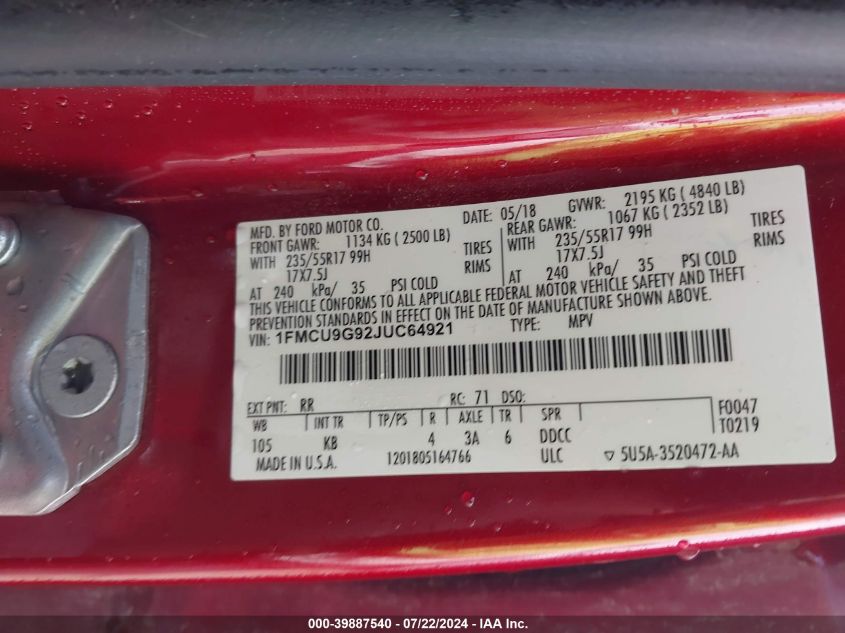 MFD. BY FORD MOTOR CO. DATE: 05/18 GVWR: 2195 KG ( 4840 LB)
FRONT GAWR: 1134 KG ( 2500 LB) REAR GAWR: 1067 KG ( 2352 LB)
WITH 235/55R17 99H TIRES WITH 235/55R17 99H TIRES
17X7.5J RIMS 17X7.5J RIMS
AT 240 kPa/ 35 PSI COLD AT 240 kPa/ 35 PSI COLD
THIS VEHICLE CONFORMS TO ALL APPLICABLE FEDERAL MOTOR VEHICLE SAFETY AND THEFT
PREVENTION STANDARDS IN EFFECT ON THE DATE OF MANUFACTURE SHOWN ABOVE.
VIN: 1FMCU9G92JUC64921 TYPE: MPV
EXT PNT: RR RC: 71 DSO: F0047
WB INT TR TP/PS R AXLE TR SPR T0219
105 KB 4 3A 6 DDCC
MADE IN U.S.A. 1201805164766 ULC ▽ 5U5A-3520472-AA
000-39887540 - 07/22/2024 - IAA Inc.